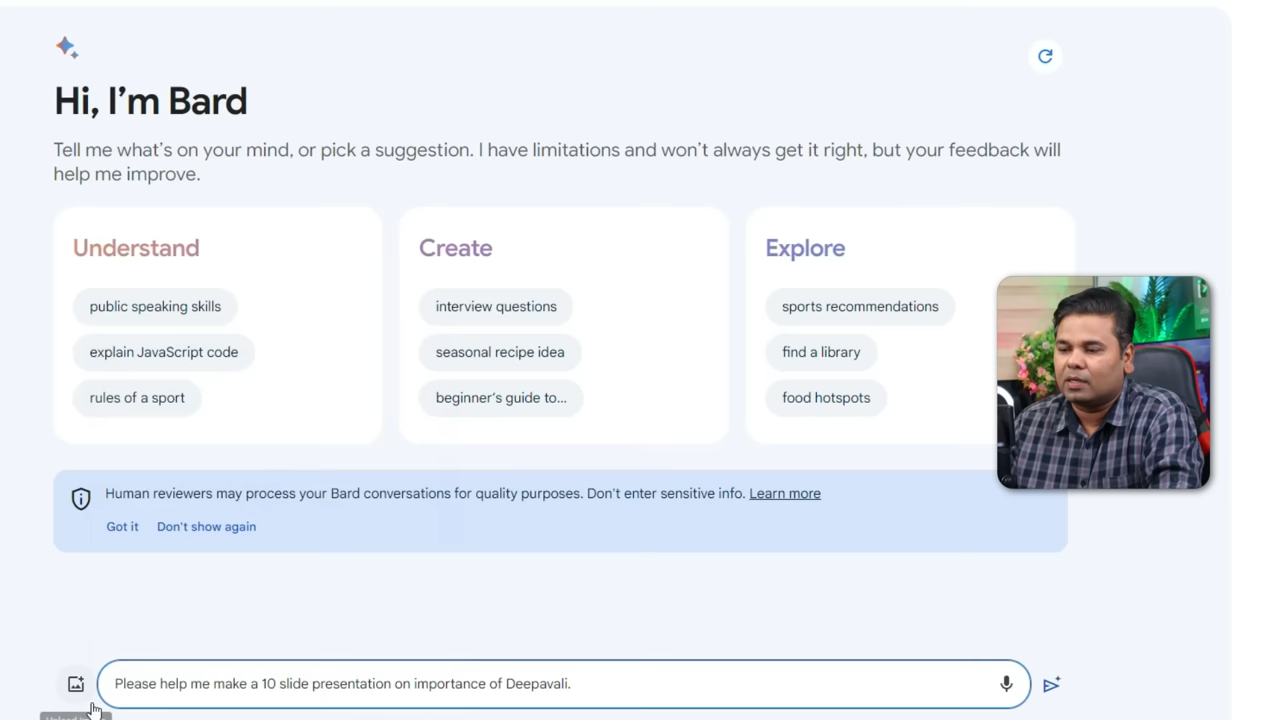 Hi, I'm Bard
Tell me what's on your mind, or pick a suggestion. I have limitations and won't always get it right, but your feedback will
help me improve.
Understand
public speaking skills
explain JavaScript code
rules of a sport
Create
interview questions
seasonal recipe idea
beginner's guide to...
Explore
sports recommendations
find a library
food hotspots
Human reviewers may process your Bard conversations for quality purposes. Don't enter sensitive info. Learn more
Got it Don't show again
Please help me make a 10 slide presentation on importance of Deepavali.